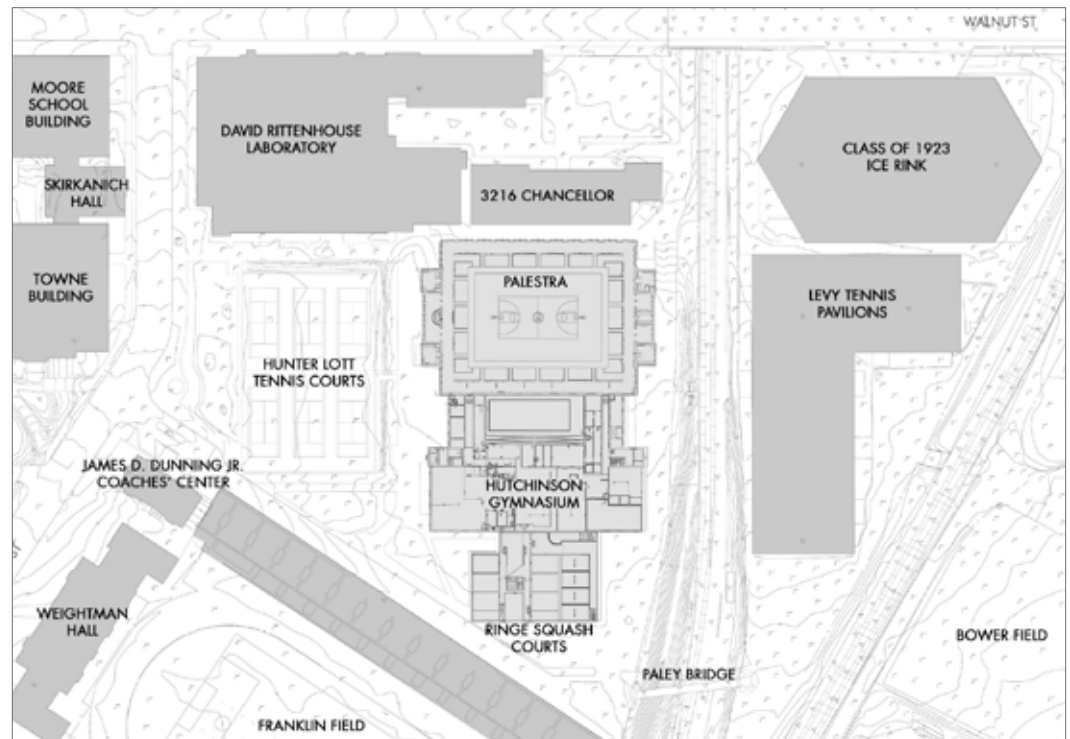 WALNUT ST
MOORE
SCHOOL
BUILDING
DAVID RITTENHOUSE
LABORATORY
CLASS OF 1923
ICE RINK
SKIRKANICH
HALL
3216 CHANCELLOR
TOWNE
BUILDING
PALESTRA
LEVY TENNIS
PAVILIONS
HUNTER LOTT
TENNIS COURTS
JAMES D. DUNNING JR.
COACHES' CENTER
HUTCHINSON
GYMNASIUM
WEIGHTMAN
HALL
RINGE SQUASH
COURTS
BOWER FIELD
PALEY BRIDGE
FRANKLIN FIELD